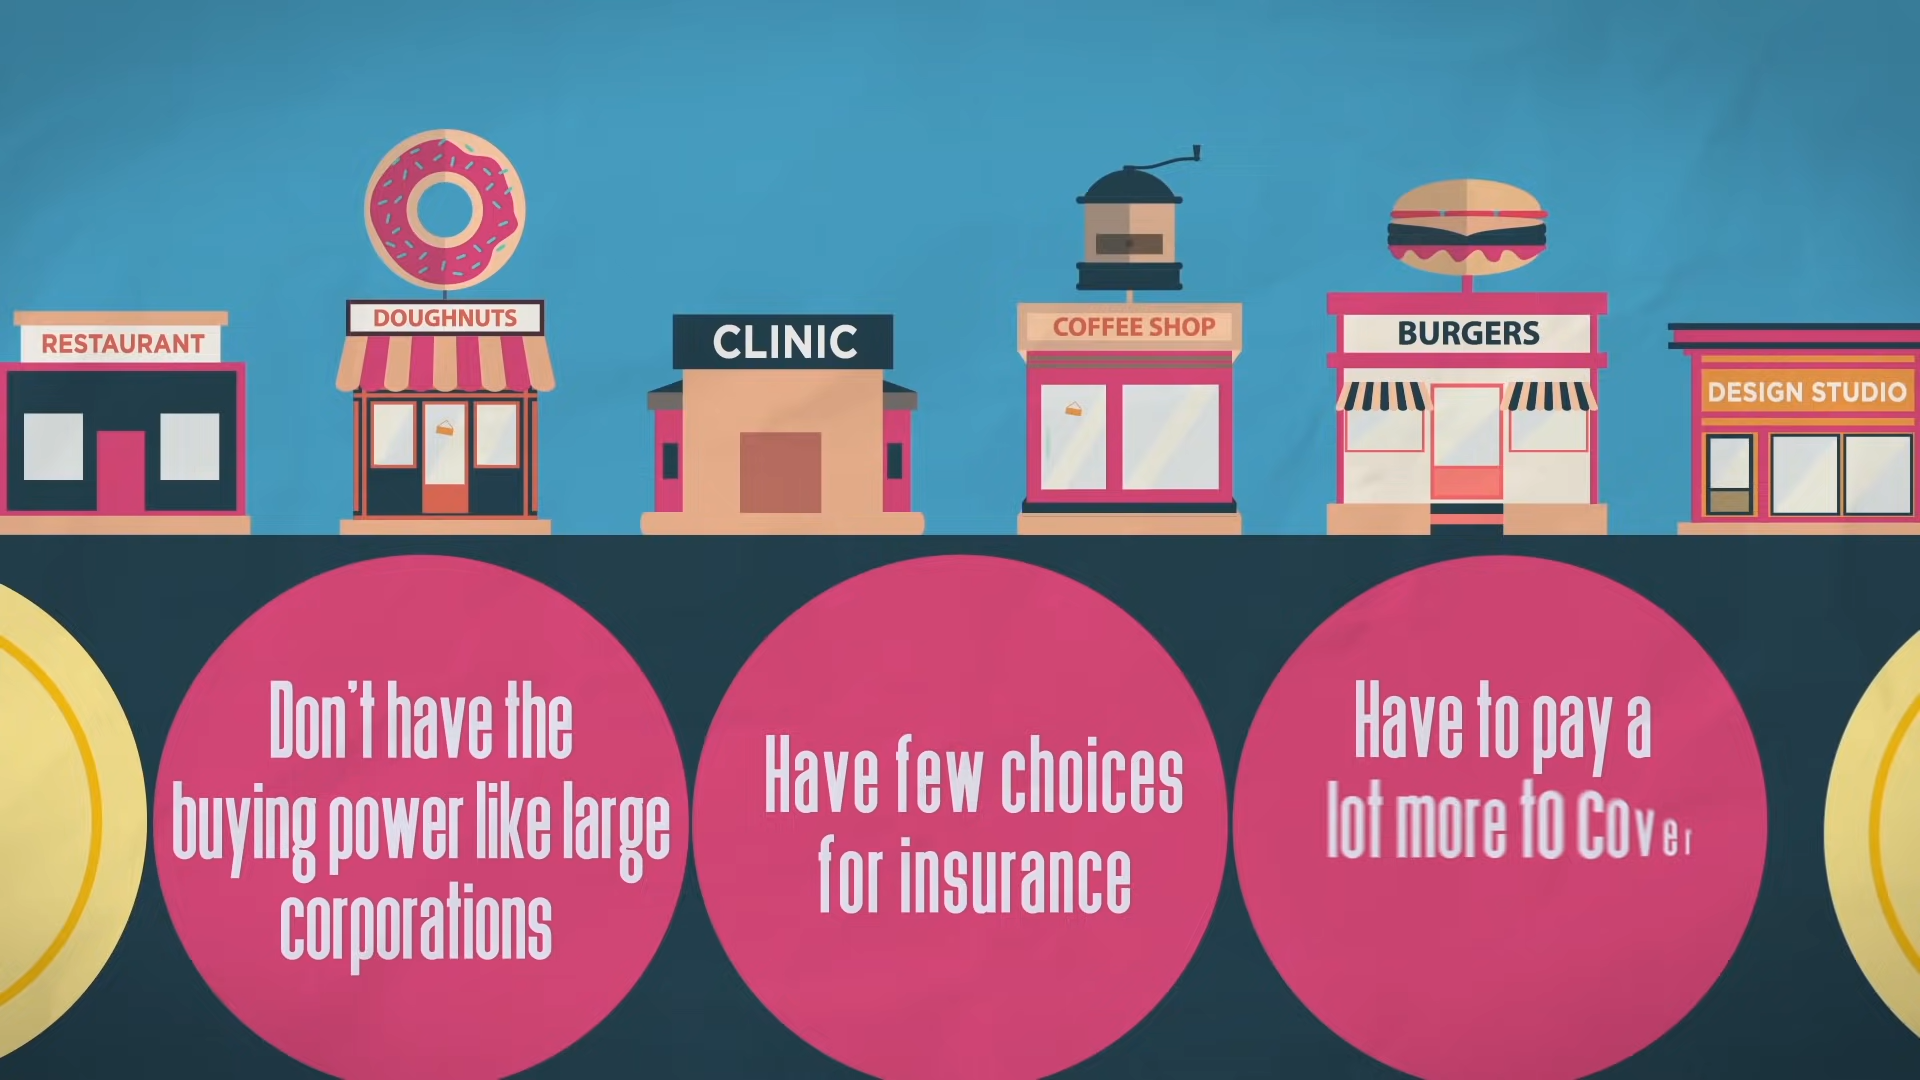 RESTAURANT
DOUGHNUTS
CLINIC
COFFEE SHOP
BURGERS
DESIGN STUDIO
Don't have the
buying power like large
corporations
Have few choices
for insurance
Have to pay a
lot more to Cover